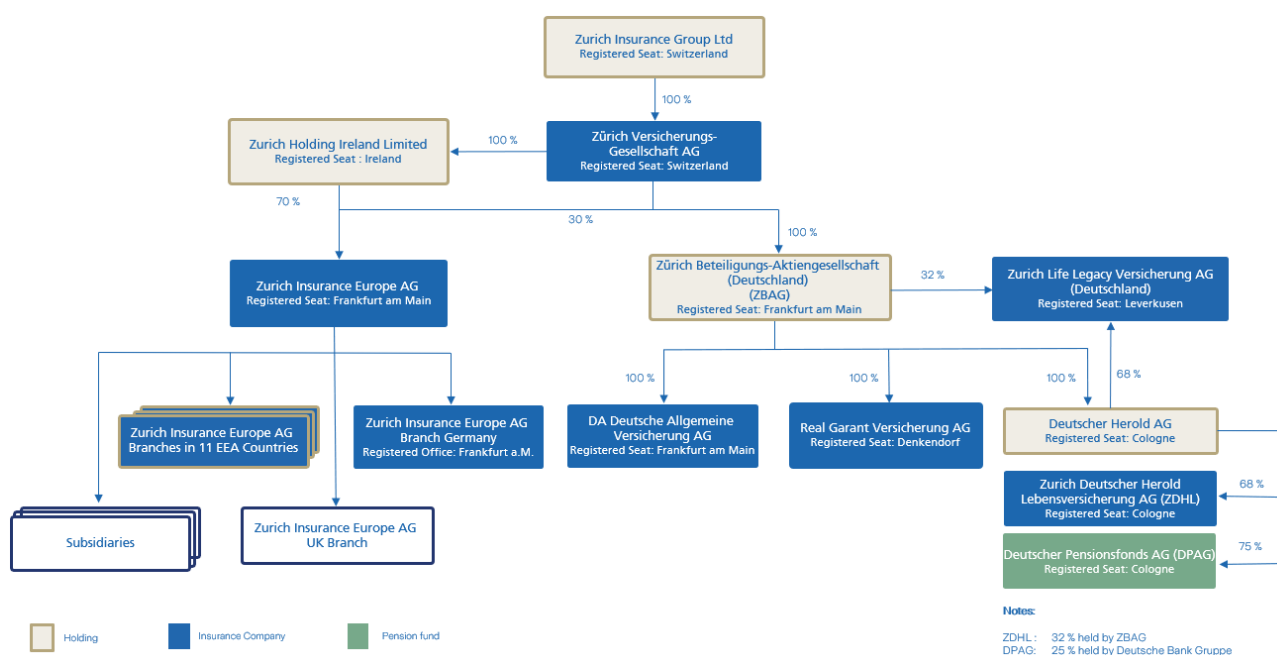 Zurich Insurance Group Ltd
Registered Seat: Switzerland
100 %
Zurich Holding Ireland Limited
Registered Seat : Ireland
100 %
Zürich Versicherungs-
Gesellschaft AG
Registered Seat: Switzerland
70 %
30 %
100 %
Zurich Insurance Europe AG
Registered Seat: Frankfurt am Main
Zürich Beteiligungs-Aktiengesellschaft
(Deutschland)
(ZBAG)
Registered Seat: Frankfurt am Main
32 %
Zurich Life Legacy Versicherung AG
(Deutschland)
Registered Seat: Leverkusen
100 %
100 %
100 %
68 %
Zurich Insurance Europe AG
Branches in 11 EEA Countries
Zurich Insurance Europe AG
Branch Germany
Registered Office: Frankfurt a.M.
DA Deutsche Allgemeine
Versicherung AG
Registered Seat: Frankfurt am Main
Real Garant Versicherung AG
Registered Seat: Denkendorf
Deutscher Herold AG
Registered Seat: Cologne
Subsidiaries
Zurich Insurance Europe AG
UK Branch
Zurich Deutscher Herold
Lebensversicherung AG (ZDHL)
Registered Seat: Cologne
68 %
Deutscher Pensionsfonds AG (DPAG)
Registered Seat: Cologne
75 %
Holding
Insurance Company
Pension fund
Notes:
ZDHL : 32 % held by ZBAG
DPAG: 25 % held by Deutsche Bank Gruppe